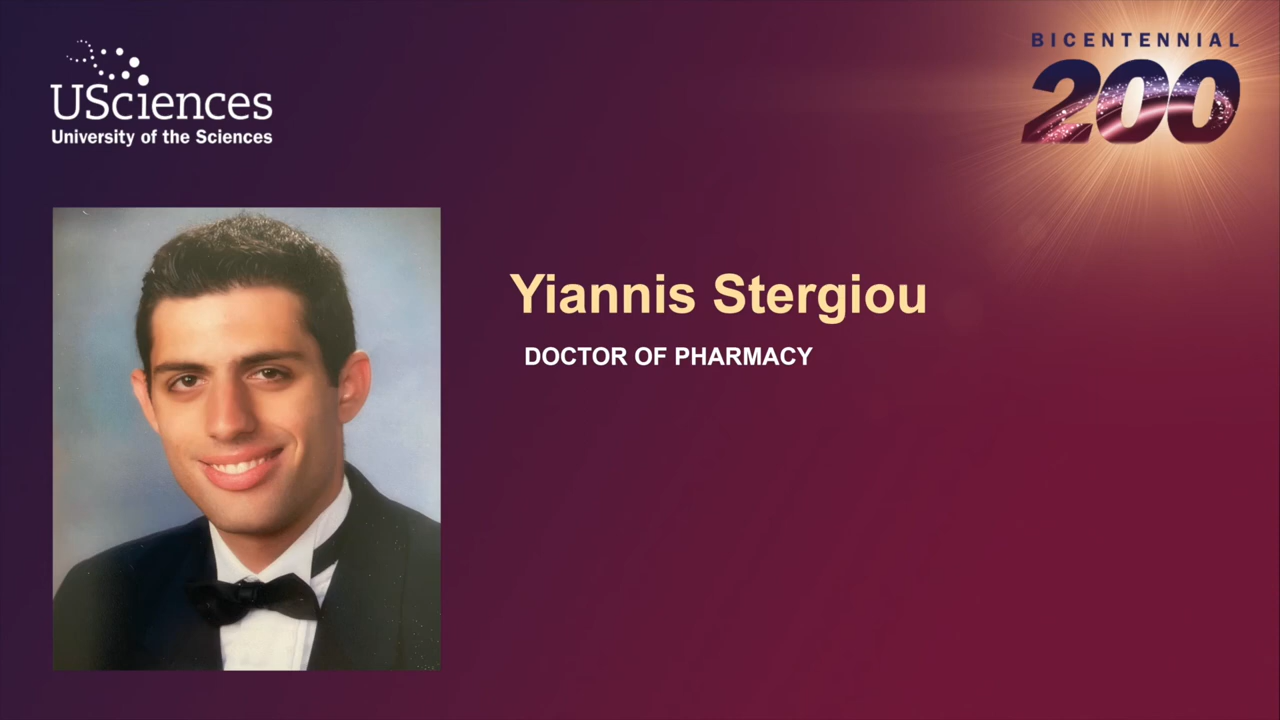 USciences
University of the Sciences
BICENTENNIAL
200
Yiannis Stergiou
DOCTOR OF PHARMACY